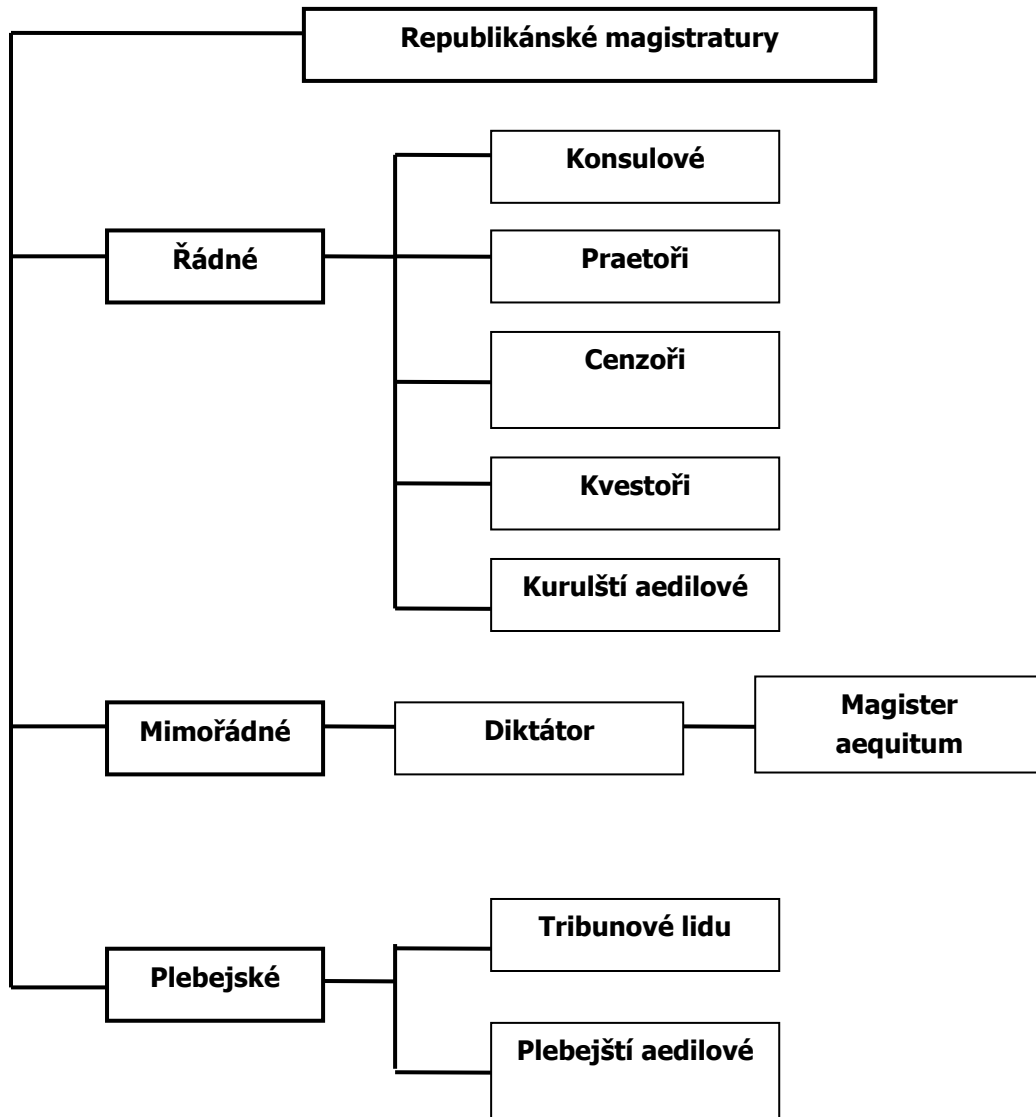 Republikánské magistratury
Konsulové
Řádné
Praetoři
Cenzoři
Kvestoři
Kurulští aedilové
Mimořádné
Diktátor
Magister
aequitum
Tribunové lidu
Plebejské
Plebejští aedilové